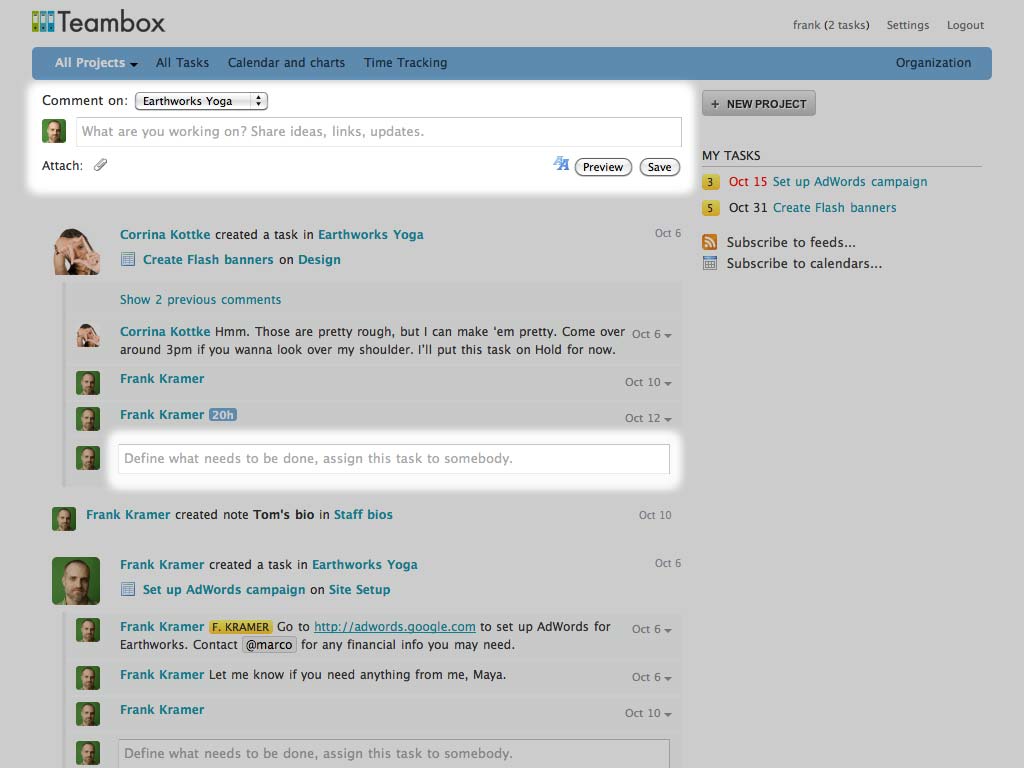 Teambox
frank (2 tasks) Settings Logout
All Projects All Tasks Calendar and charts Time Tracking Organization
Comment on: Earthworks Yoga
What are you working on? Share ideas, links, updates.
Attach: Preview Save
+ NEW PROJECT
MY TASKS
3 Oct 15 Set up AdWords campaign
5 Oct 31 Create Flash banners
Subscribe to feeds...
Subscribe to calendars...
Corrina Kottke created a task in Earthworks Yoga Oct 6
Create Flash banners on Design
Show 2 previous comments
Corrina Kottke Hmm. Those are pretty rough, but I can make ‘em pretty. Come over Oct 6
around 3pm if you wanna look over my shoulder. I’ll put this task on Hold for now.
Frank Kramer Oct 10
Frank Kramer 20h Oct 12
Define what needs to be done, assign this task to somebody.
Frank Kramer created note Tom's bio in Staff bios Oct 10
Frank Kramer created a task in Earthworks Yoga Oct 6
Set up AdWords campaign on Site Setup
Frank Kramer F. KRAMER Go to http://adwords.google.com to set up AdWords for Oct 6
Earthworks. Contact @marco for any financial info you may need.
Frank Kramer Let me know if you need anything from me, Maya. Oct 6
Frank Kramer Oct 10
Define what needs to be done, assign this task to somebody.